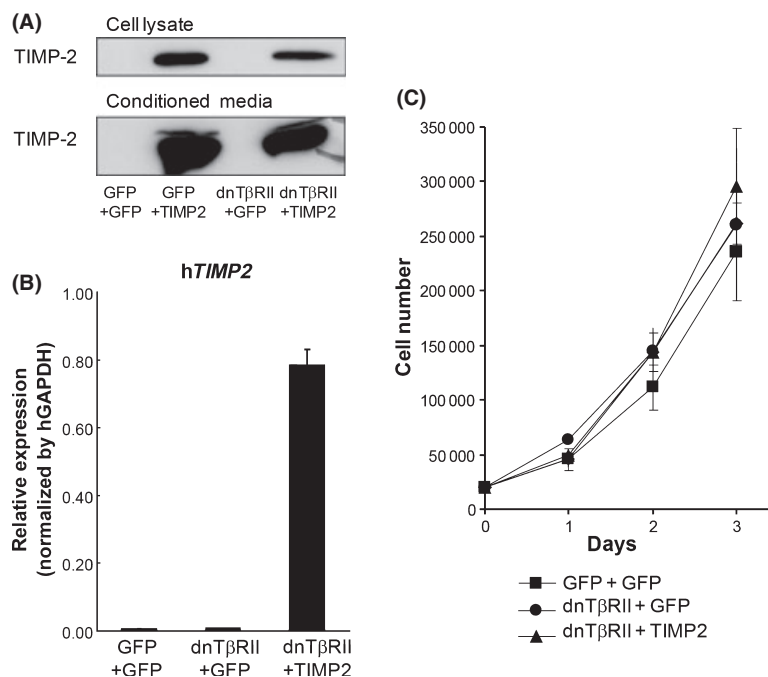 (A)
Cell lysate
TIMP-2
Conditioned media
TIMP-2
GFP +GFP
GFP +TIMP2
dnTβRII +GFP
dnTβRII +TIMP2
(B)
hTIMP2
Relative expression
(normalized by hGAPDH)
1.00
0.80
0.60
0.40
0.20
0.00
GFP +GFP
dnTβRII +GFP
dnTβRII +TIMP2
(C)
Cell number
350 000
300 000
250 000
200 000
150 000
100 000
50 000
0
0 1 2 3
Days
GFP + GFP
dnTβRII + GFP
dnTβRII + TIMP2